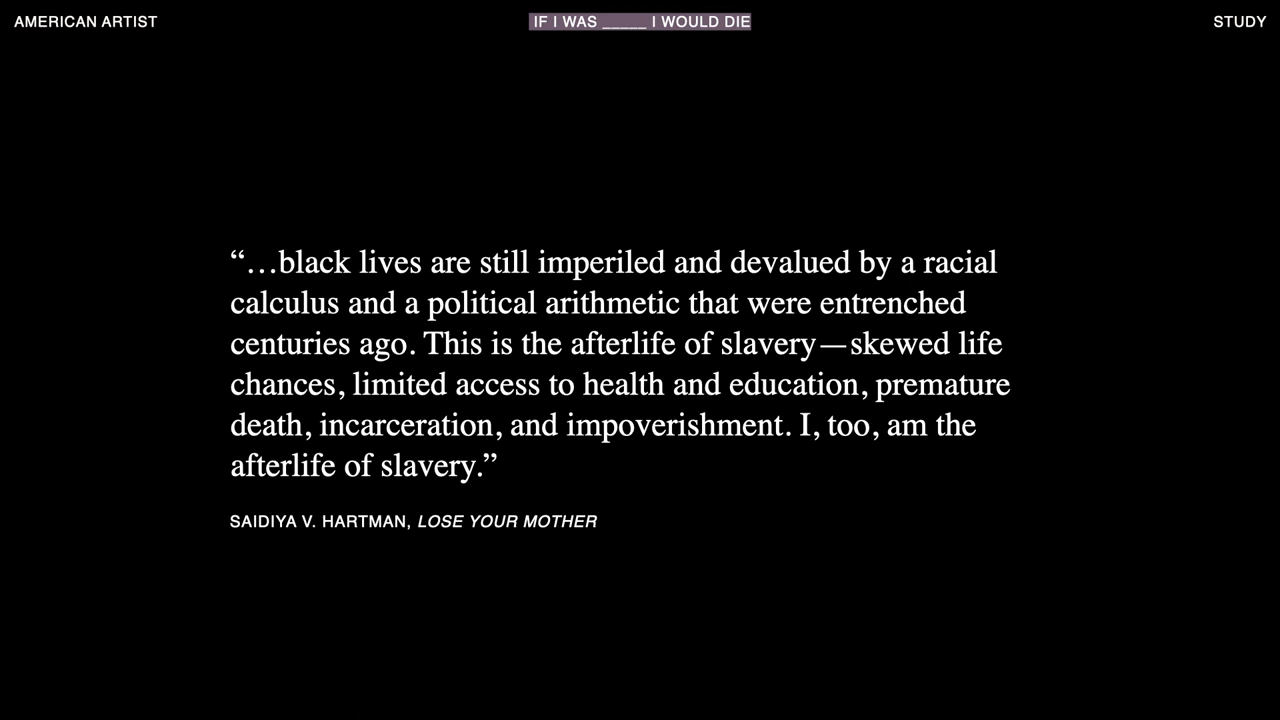 AMERICAN ARTIST
IF I WAS _____ I WOULD DIE
STUDY
“…black lives are still imperiled and devalued by a racial
calculus and a political arithmetic that were entrenched
centuries ago. This is the afterlife of slavery—skewed life
chances, limited access to health and education, premature
death, incarceration, and impoverishment. I, too, am the
afterlife of slavery.”
SAIDIYA V. HARTMAN, LOSE YOUR MOTHER